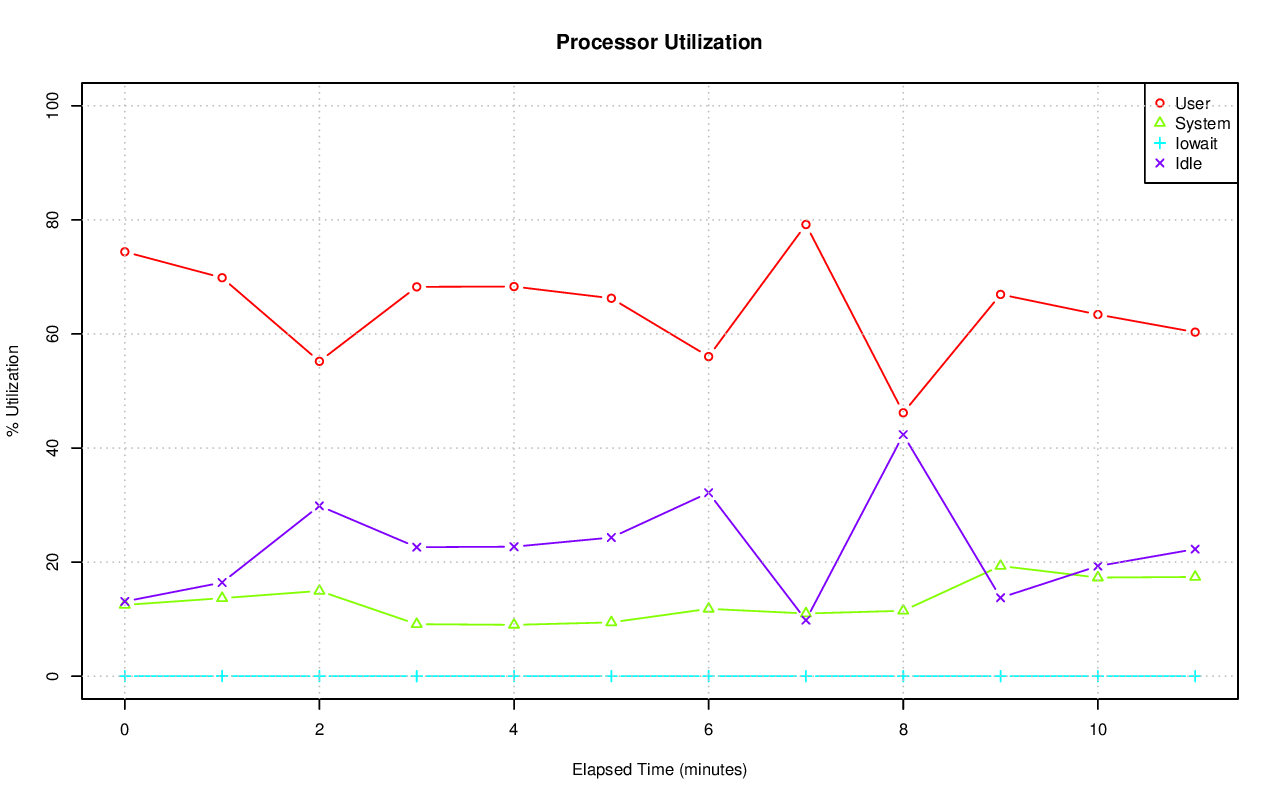 Processor Utilization
User
System
Iowait
Idle
% Utilization
100
80
60
40
20
0
0 2 4 6 8 10
Elapsed Time (minutes)